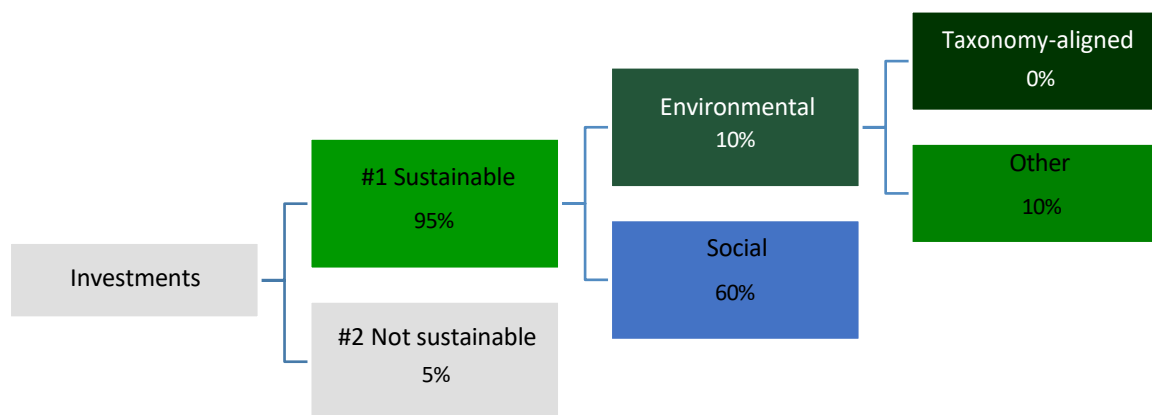 Investments
#1 Sustainable
95%
#2 Not sustainable
5%
Environmental
10%
Social
60%
Taxonomy-aligned
0%
Other
10%